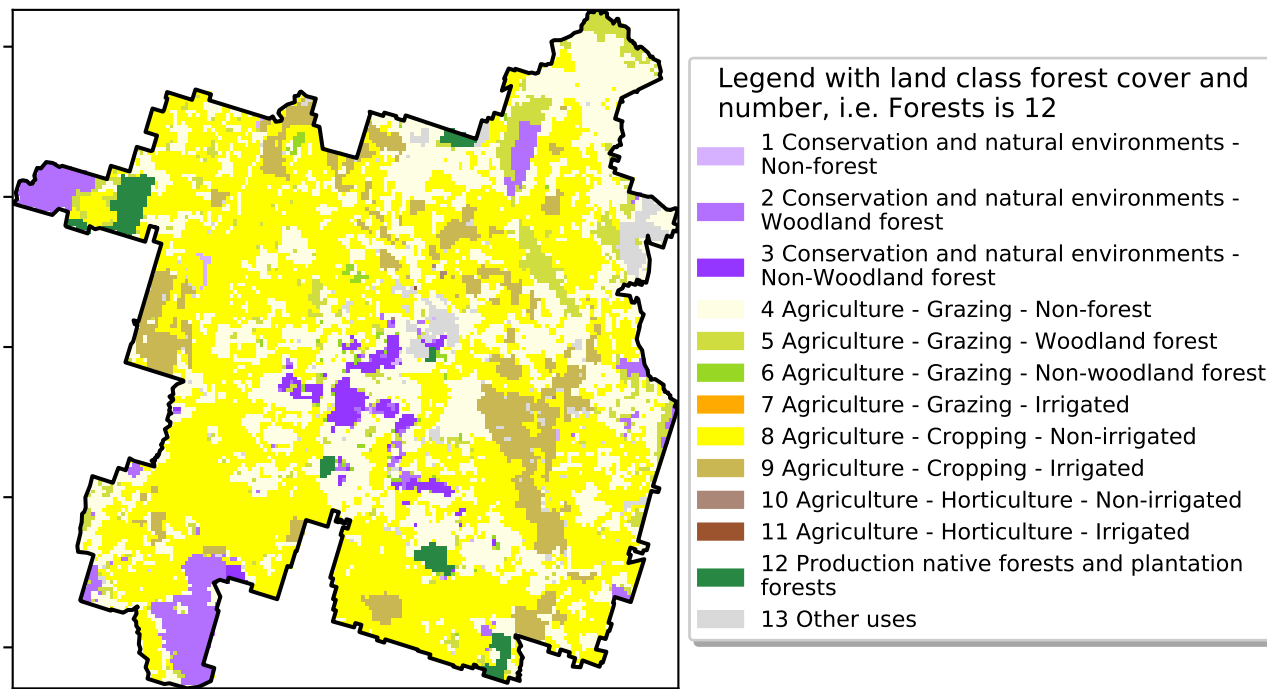 Legend with land class forest cover and
number, i.e. Forests is 12
1 Conservation and natural environments -
Non-forest
2 Conservation and natural environments -
Woodland forest
3 Conservation and natural environments -
Non-Woodland forest
4 Agriculture - Grazing - Non-forest
5 Agriculture - Grazing - Woodland forest
6 Agriculture - Grazing - Non-woodland forest
7 Agriculture - Grazing - Irrigated
8 Agriculture - Cropping - Non-irrigated
9 Agriculture - Cropping - Irrigated
10 Agriculture - Horticulture - Non-irrigated
11 Agriculture - Horticulture - Irrigated
12 Production native forests and plantation
forests
13 Other uses